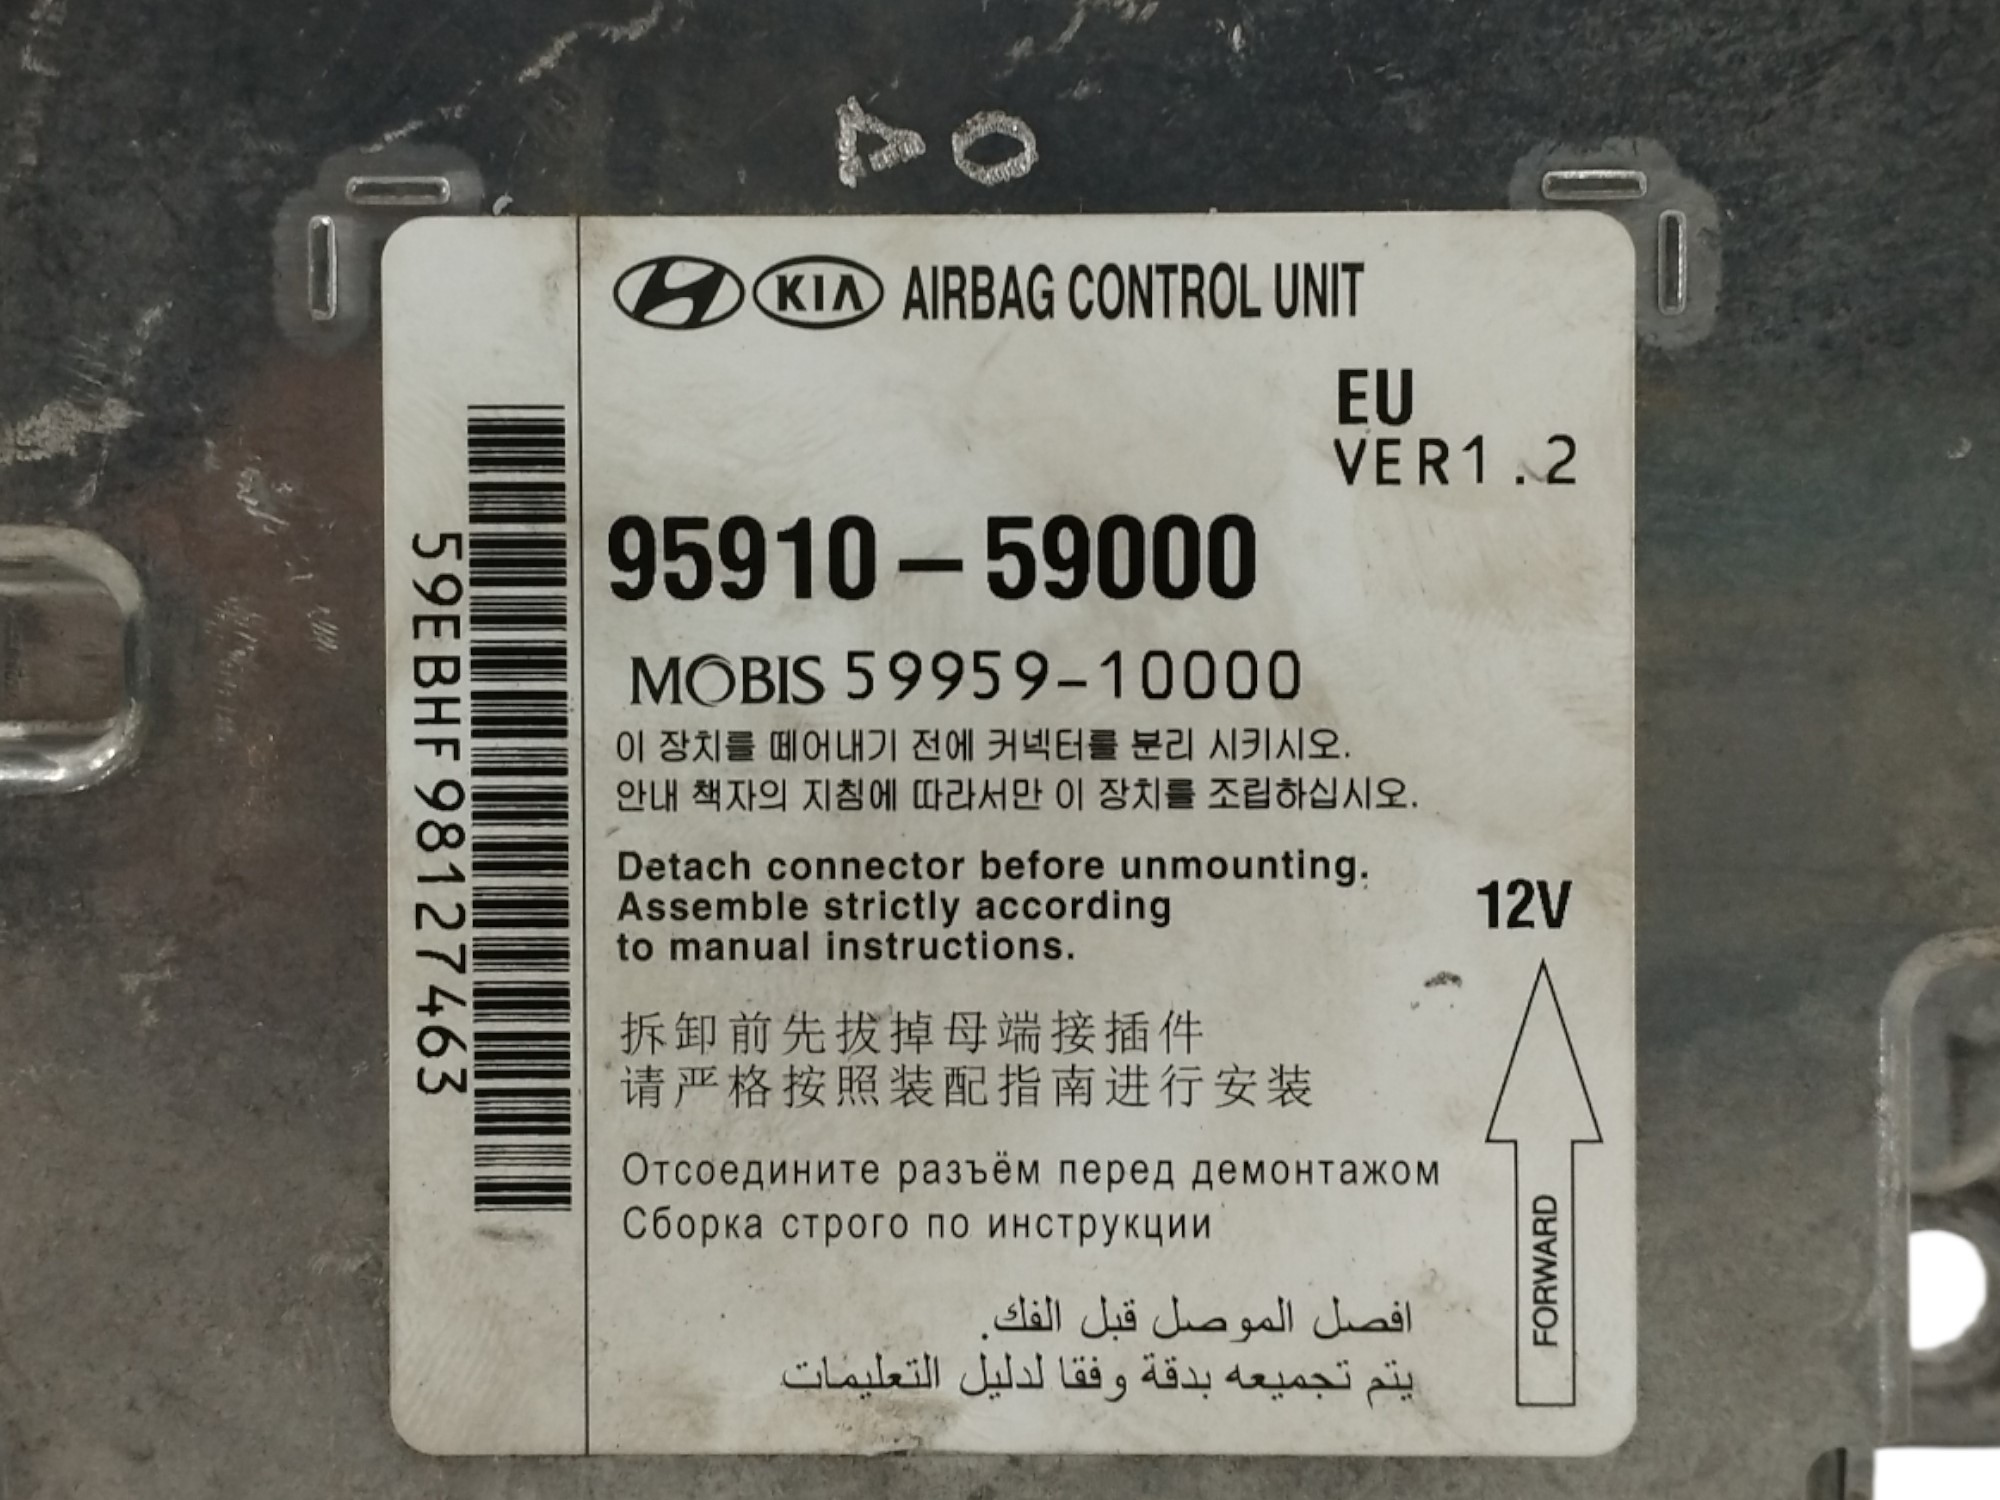 AO
KIA AIRBAG CONTROL UNIT
EU
VER1.2
95910-59000
MOBIS 59959-10000
이 장치를 떼어내기 전에 커넥터를 분리 시키시오.
안내 책자의 지침에 따라서만 이 장치를 조립하십시오.
Detach connector before unmounting.
Assemble strictly according
to manual instructions.
12V
拆卸前先拔掉母端接插件
请严格按照装配指南进行安装
Отсоедините разъём перед демонтажом
Сборка строго по инструкции
افصل الموصل قبل الفك.
يتم تجميعه بدقة وفقا لدليل التعليمات
FORWARD
59EBHF98127463